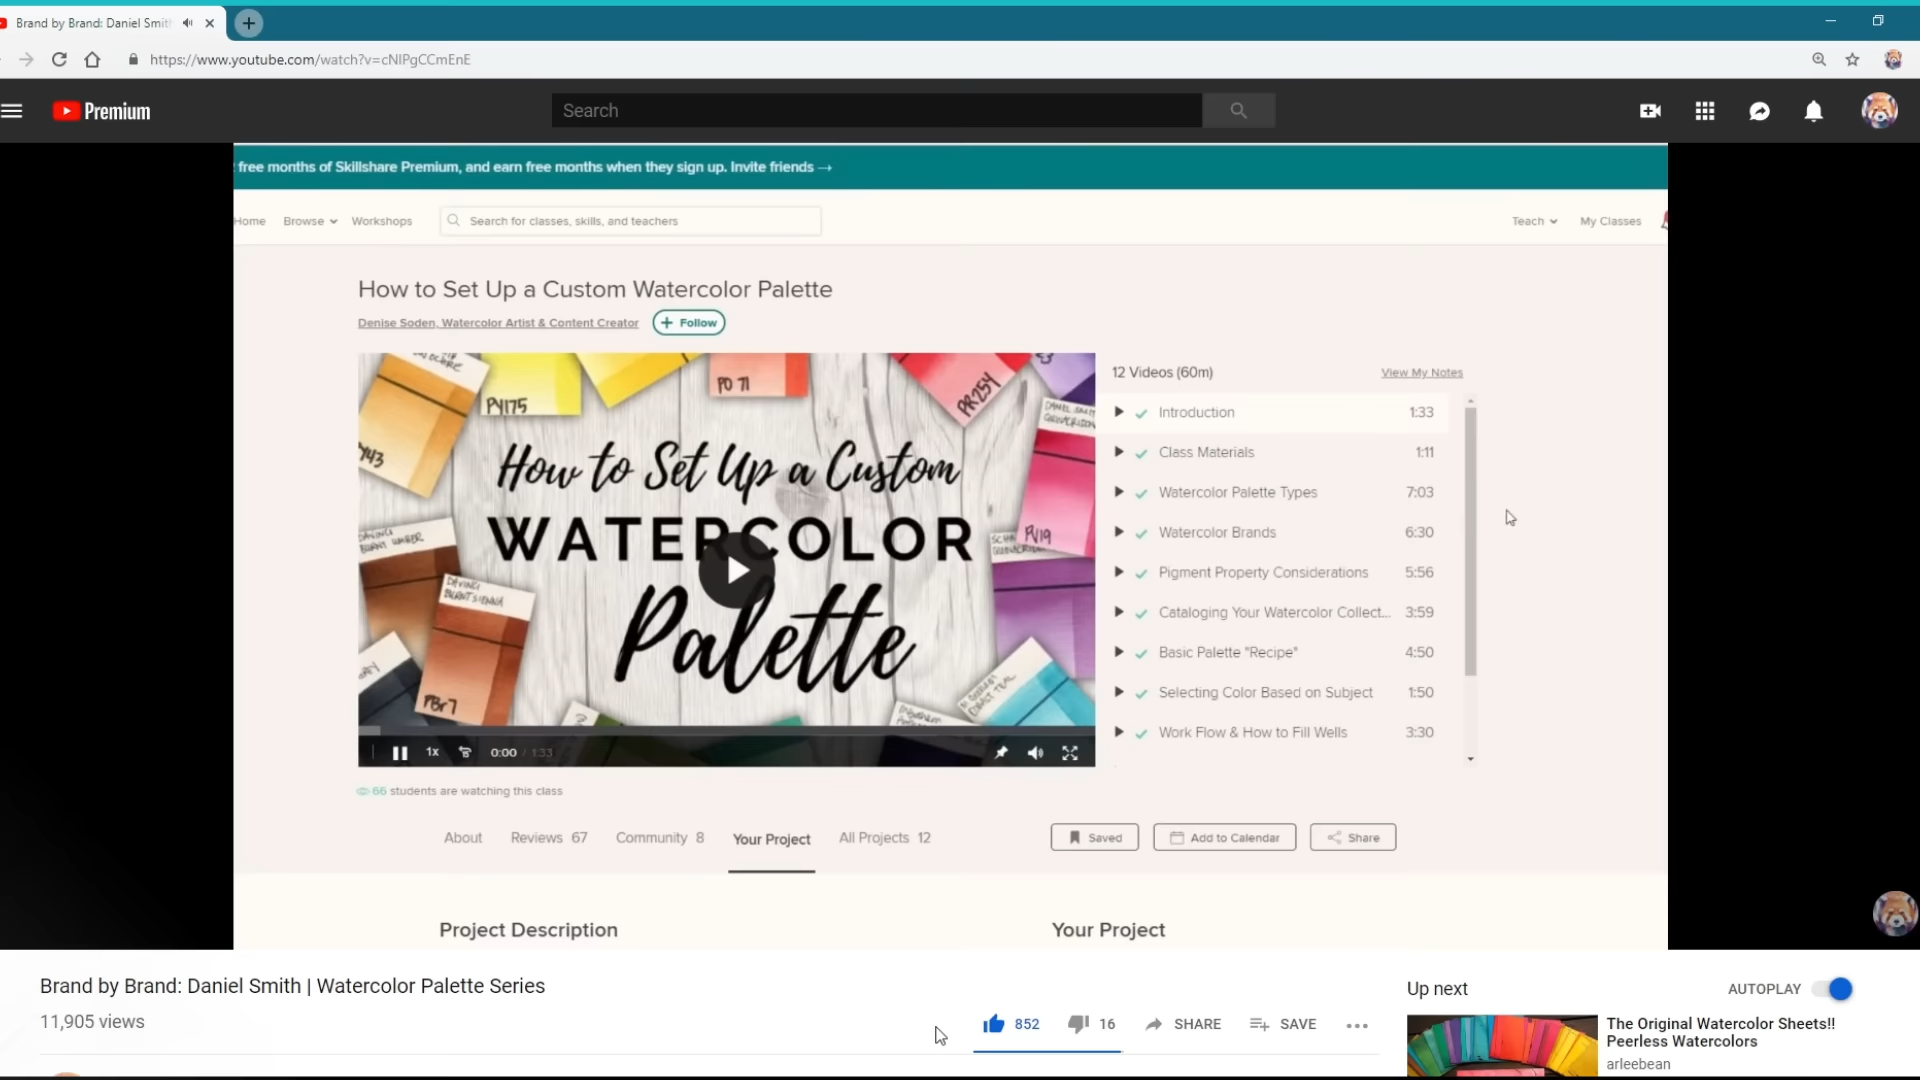 Brand by Brand: Daniel Smit
https://www.youtube.com/watch?v=cNlPgCCmEnE
Premium
Search
free months of Skillshare Premium, and earn free months when they sign up. Invite friends →
Home Browse Workshops Search for classes, skills, and teachers Teach My Classes
How to Set Up a Custom Watercolor Palette
Denise Soden, Watercolor Artist & Content Creator + Follow
PY175
PO 71
PR254
PV19
Y43
DAVINCI
BURNT SIENNA
PBr7
How to Set Up a Custom
WATERCOLOR
Palette
1x 0:00 / 1:33
12 Videos (60m) View My Notes
Introduction 1:33
Class Materials 1:11
Watercolor Palette Types 7:03
Watercolor Brands 6:30
Pigment Property Considerations 5:56
Cataloging Your Watercolor Collect... 3:59
Basic Palette "Recipe" 4:50
Selecting Color Based on Subject 1:50
Work Flow & How to Fill Wells 3:30
66 students are watching this class
About Reviews 67 Community 8 Your Project All Projects 12 Saved Add to Calendar Share
Project Description Your Project
Brand by Brand: Daniel Smith | Watercolor Palette Series
11,905 views
852 16 SHARE SAVE
Up next AUTOPLAY
The Original Watercolor Sheets!!
Peerless Watercolors
arleebean